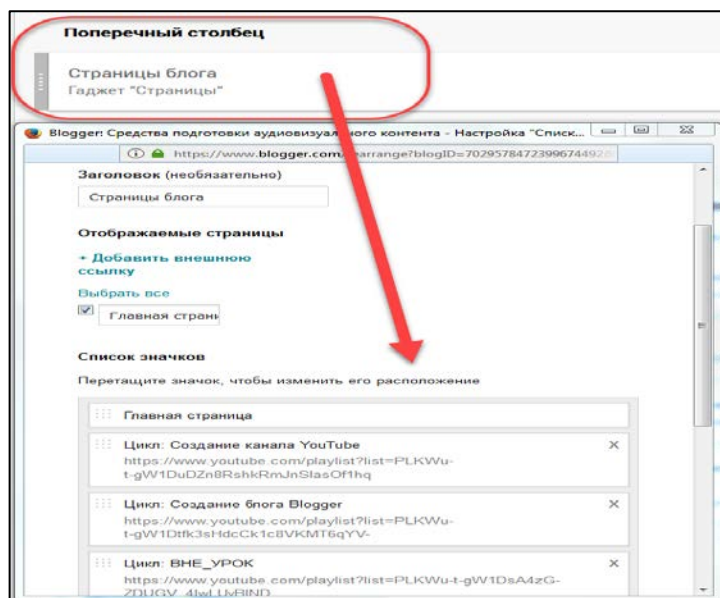 Поперечный столбец
Страницы блога
Гаджет "Страницы"
Blogger: Средства подготовки аудиовизуального контента - Настройка "Списк...
https://www.blogger.com/rearrange?blogID=702957847239967449
Заголовок (необязательно)
Страницы блога
Отображаемые страницы
+ Добавить внешнюю
ссылку
Выбрать все
Главная страни
Список значков
Перетащите значок, чтобы изменить его расположение
Главная страница
Цикл: Создание канала YouTube
https://www.youtube.com/playlist?list=PLKWu-
t-gW1DuDZn8RshkRmJnSlasOf1hq
Цикл: Создание блога Blogger
https://www.youtube.com/playlist?list=PLKWu-
t-gW1Dtfk3sHdcCk1c8VKMT6qYV-
Цикл: ВНЕ_УРОК
https://www.youtube.com/playlist?list=PLKWu-t-gW1DsA4zG-